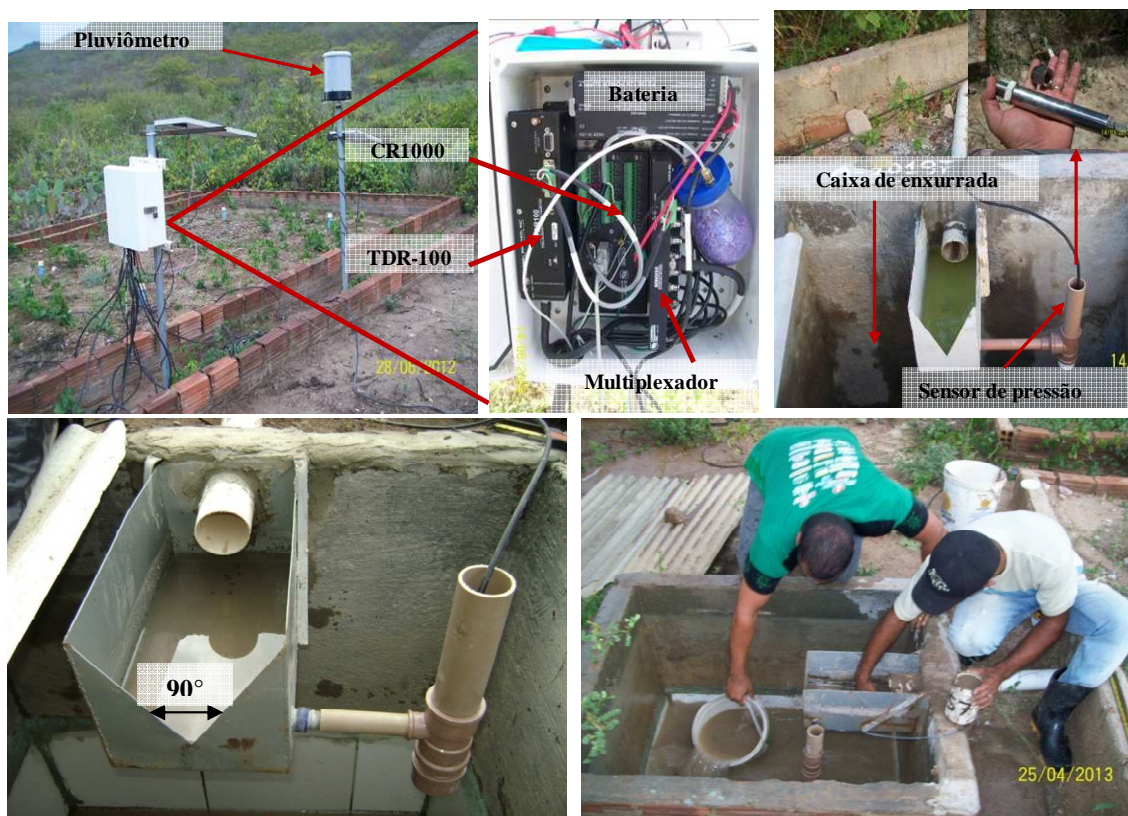 Pluviômetro
28/06/2012
Bateria
CR1000
TDR-100
Multiplexador
Caixa de enxurrada
Sensor de pressão
14
90°
25/04/2013